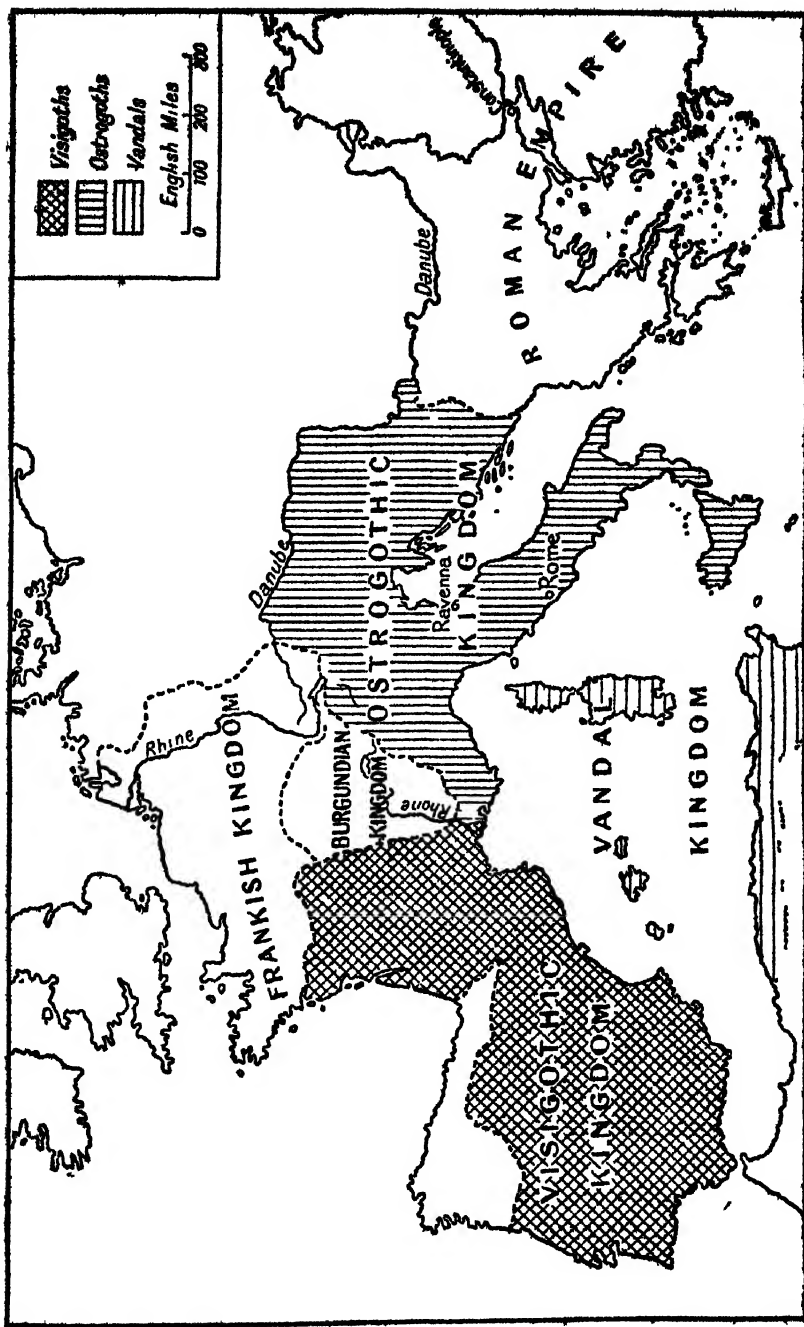 Visigoths
Ostrogoths
Vandals
English Miles
0 100 200 300
FRANKISH KINGDOM
Rhine
BURGUNDIAN
KINGDOM
Rhone
Danube
Danube
OSTROGOTHIC
KINGDOM
Ravenna
Rome
ROMAN EMPIRE
Constantinople
VISIGOTHIC
KINGDOM
VANDAL
KINGDOM